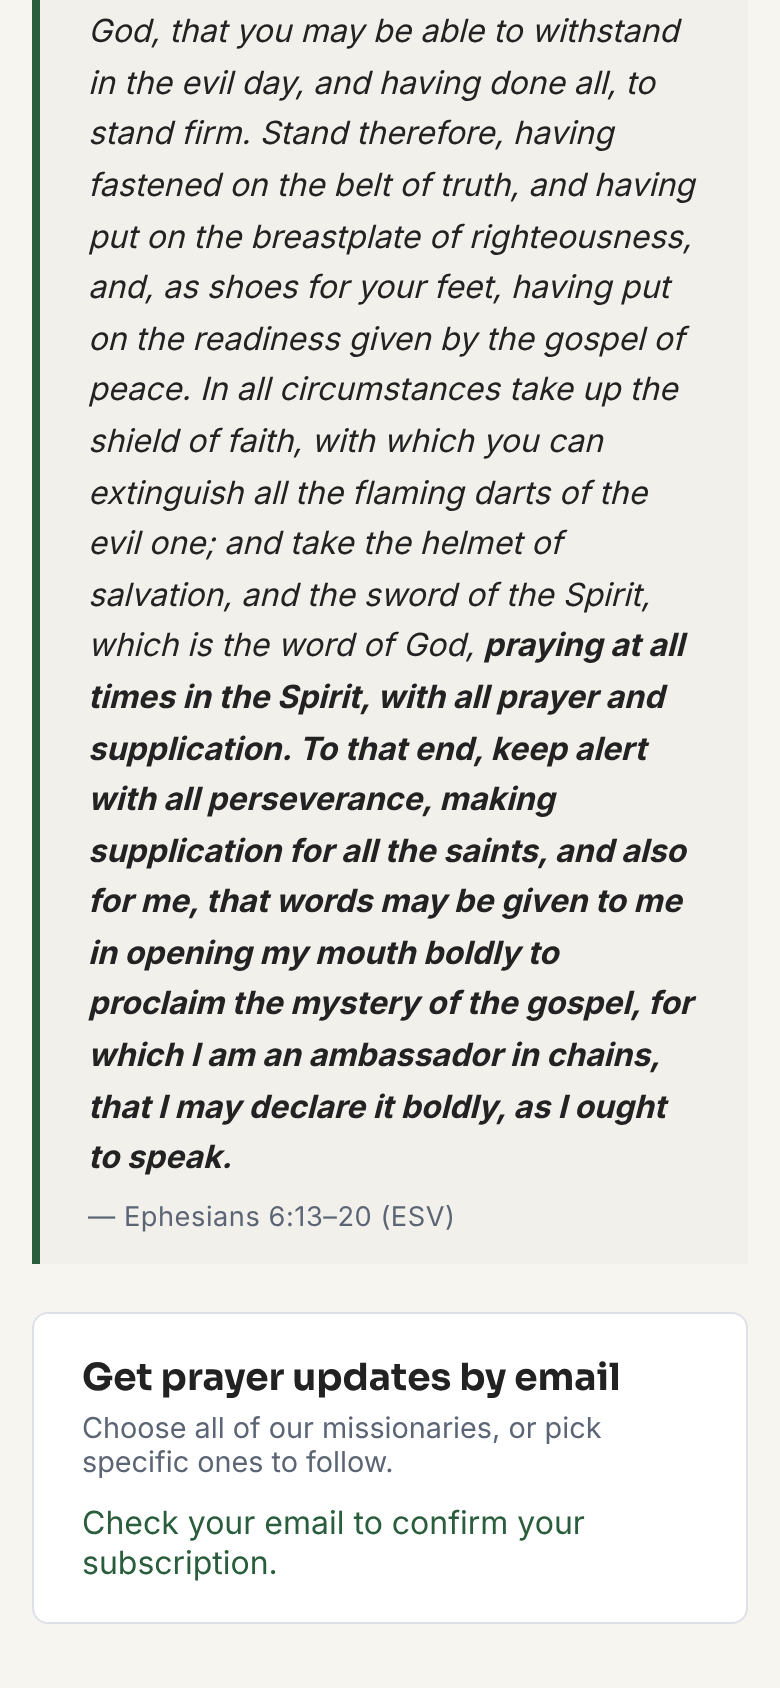 God, that you may be able to withstand
in the evil day, and having done all, to
stand firm. Stand therefore, having
fastened on the belt of truth, and having
put on the breastplate of righteousness,
and, as shoes for your feet, having put
on the readiness given by the gospel of
peace. In all circumstances take up the
shield of faith, with which you can
extinguish all the flaming darts of the
evil one; and take the helmet of
salvation, and the sword of the Spirit,
which is the word of God, praying at all
times in the Spirit, with all prayer and
supplication. To that end, keep alert
with all perseverance, making
supplication for all the saints, and also
for me, that words may be given to me
in opening my mouth boldly to
proclaim the mystery of the gospel, for
which I am an ambassador in chains,
that I may declare it boldly, as I ought
to speak.
— Ephesians 6:13–20 (ESV)
Get prayer updates by email
Choose all of our missionaries, or pick
specific ones to follow.
Check your email to confirm your
subscription.